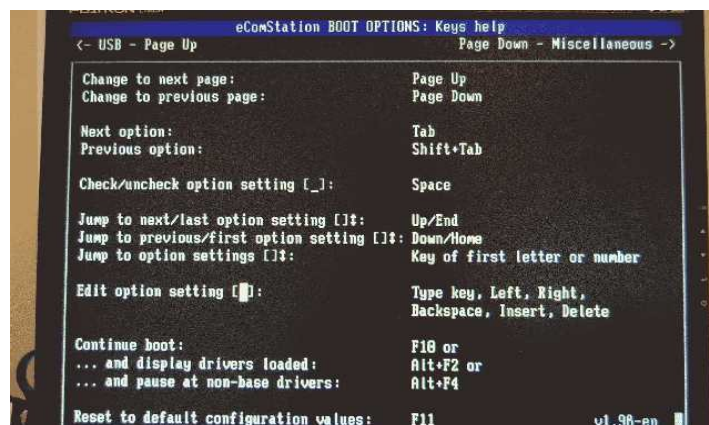 eComStation BOOT OPTIONS: Keys help
<- USB - Page Up Page Down - Miscellaneous ->
Change to next page: Page Up
Change to previous page: Page Down
Next option: Tab
Previous option: Shift+Tab
Check/uncheck option setting [_]: Space
Jump to next/last option setting []↕: Up/End
Jump to previous/first option setting []↕: Down/Home
Jump to option settings []↕: Key of first letter or number
Edit option setting [█]: Type key, Left, Right,
Backspace, Insert, Delete
Continue boot: F10 or
... and display drivers loaded: Alt+F2 or
... and pause at non-base drivers: Alt+F4
Reset to default configuration values: F11 v1.98-en